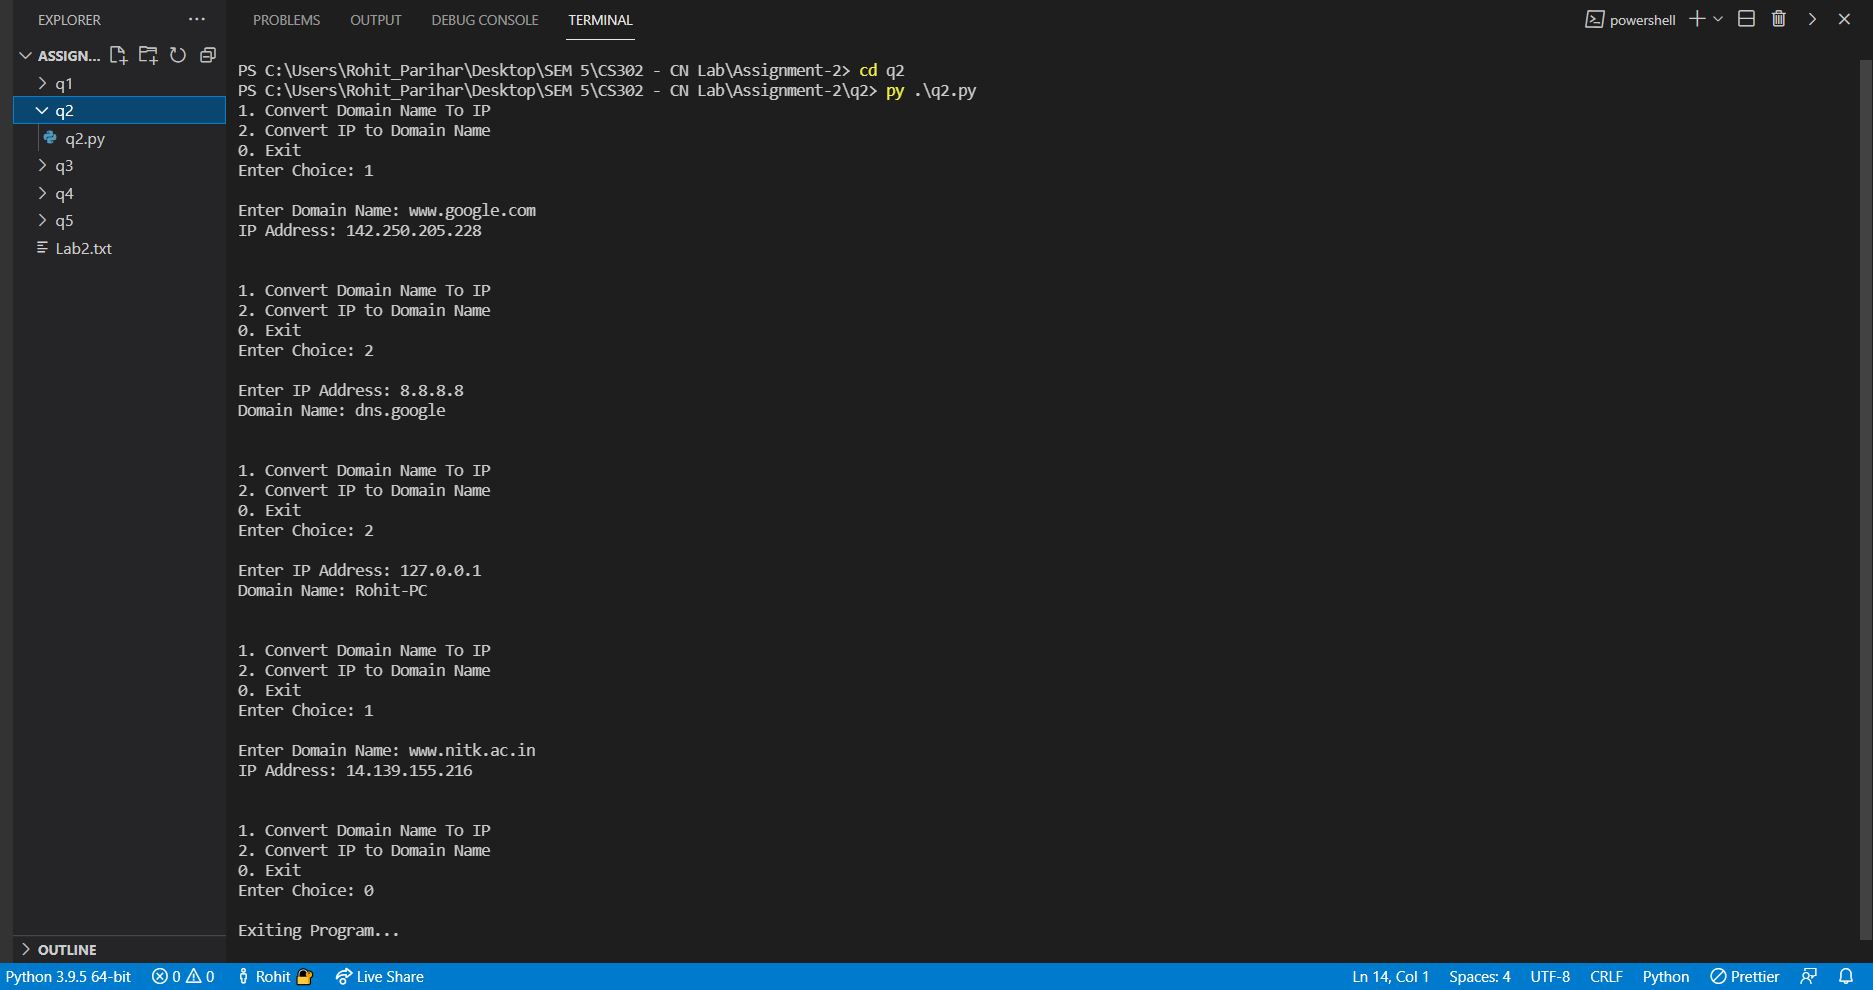 EXPLORER
ASSIGN...
q1
q2
q2.py
q3
q4
q5
Lab2.txt
OUTLINE
PROBLEMS OUTPUT DEBUG CONSOLE TERMINAL
powershell
PS C:\Users\Rohit_Parihar\Desktop\SEM 5\CS302 - CN Lab\Assignment-2> cd q2
PS C:\Users\Rohit_Parihar\Desktop\SEM 5\CS302 - CN Lab\Assignment-2\q2> py .\q2.py
1. Convert Domain Name To IP
2. Convert IP to Domain Name
0. Exit
Enter Choice: 1
Enter Domain Name: www.google.com
IP Address: 142.250.205.228
1. Convert Domain Name To IP
2. Convert IP to Domain Name
0. Exit
Enter Choice: 2
Enter IP Address: 8.8.8.8
Domain Name: dns.google
1. Convert Domain Name To IP
2. Convert IP to Domain Name
0. Exit
Enter Choice: 2
Enter IP Address: 127.0.0.1
Domain Name: Rohit-PC
1. Convert Domain Name To IP
2. Convert IP to Domain Name
0. Exit
Enter Choice: 1
Enter Domain Name: www.nitk.ac.in
IP Address: 14.139.155.216
1. Convert Domain Name To IP
2. Convert IP to Domain Name
0. Exit
Enter Choice: 0
Exiting Program...
Python 3.9.5 64-bit 0 0 Rohit Live Share Ln 14, Col 1 Spaces: 4 UTF-8 CRLF Python Prettier